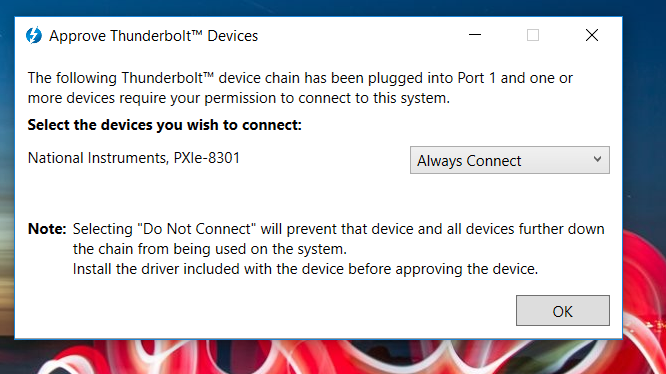 Approve Thunderbolt™ Devices
The following Thunderbolt™ device chain has been plugged into Port 1 and one or
more devices require your permission to connect to this system.
Select the devices you wish to connect:
National Instruments, PXIe-8301
Always Connect
Note: Selecting "Do Not Connect" will prevent that device and all devices further down
the chain from being used on the system.
Install the driver included with the device before approving the device.
OK